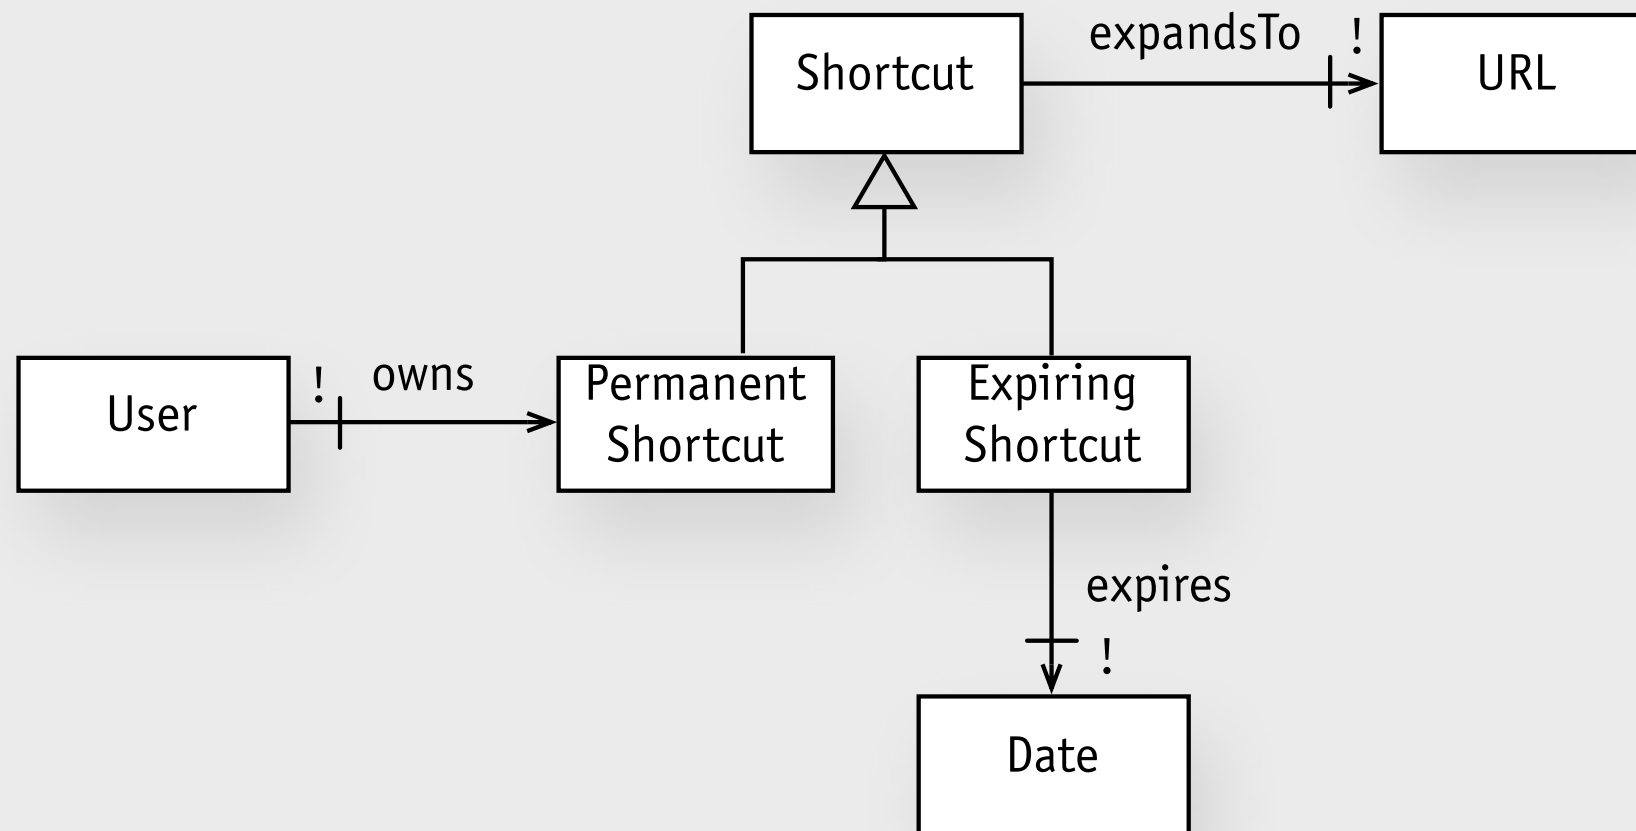 expandsTo !
Shortcut
URL
! owns
User
Permanent
Shortcut
Expiring
Shortcut
expires
!
Date